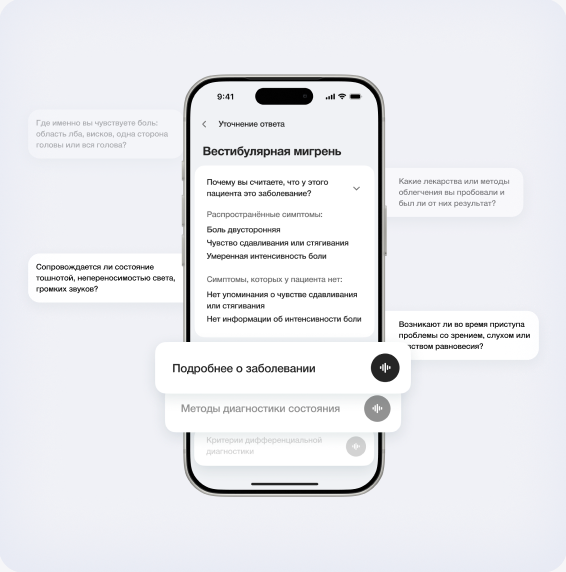 9:41
Уточнение ответа
Вестибулярная мигрень
Где именно вы чувствуете боль:
область лба, висков, одна сторона
головы или вся голова?
Почему вы считаете, что у этого
пациента это заболевание?
Какие лекарства или методы
облегчения вы пробовали и
был ли от них результат?
Распространённые симптомы:
Боль двусторонняя
Чувство сдавливания или стягивания
Умеренная интенсивность боли
Сопровождается ли состояние
тошнотой, непереносимостью света,
громких звуков?
Симптомы, которых у пациента нет:
Нет упоминания о чувстве сдавливания
или стягивания
Нет информации об интенсивности боли
Возникают ли во время приступа
проблемы со зрением, слухом или
вством равновесия?
Подробнее о заболевании
Методы диагностики состояния
Критерии дифференциальной
диагностики